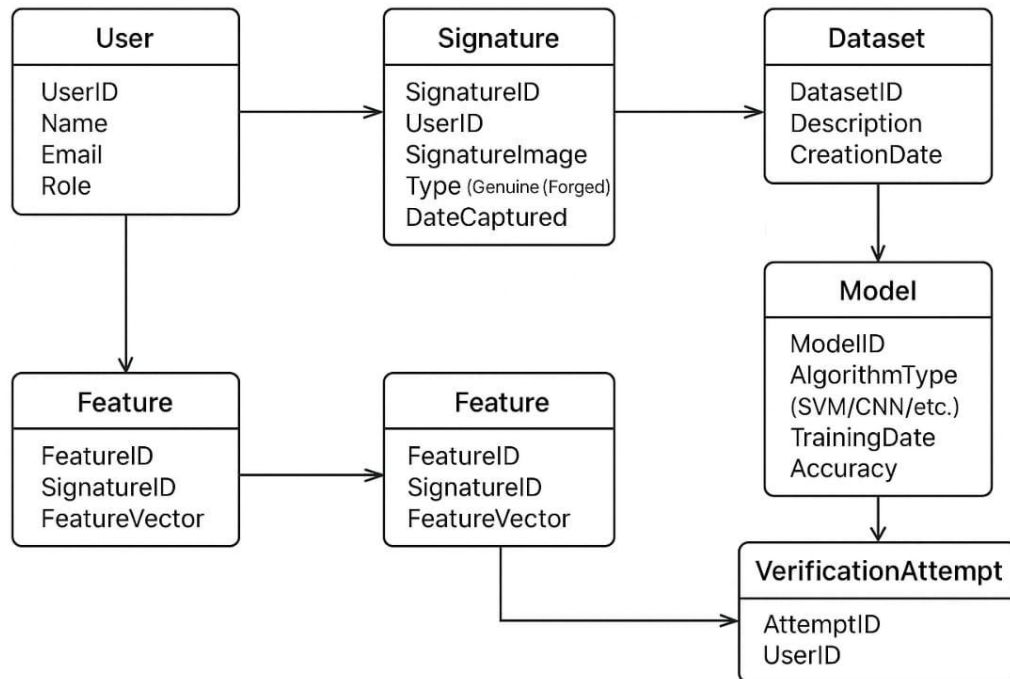 User
UserID
Name
Email
Role
Signature
SignatureID
UserID
SignatureImage
Type (Genuine (Forged)
DateCaptured
Dataset
DatasetID
Description
CreationDate
Model
ModelID
AlgorithmType
(SVM/CNN/etc.)
TrainingDate
Accuracy
Feature
FeatureID
SignatureID
FeatureVector
Feature
FeatureID
SignatureID
FeatureVector
VerificationAttempt
AttemptID
UserID